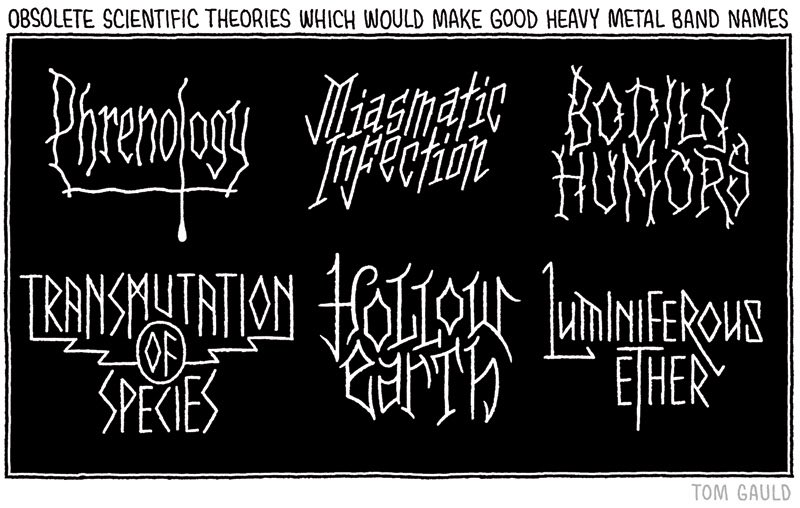 OBSOLETE SCIENTIFIC THEORIES WHICH WOULD MAKE GOOD HEAVY METAL BAND NAMES
Phrenology
Miasmatic
Infection
BODILY
HUMORS
TRANSMUTATION
OF
SPECIES
Hollow
Earth
LUMINIFEROUS
ETHER
TOM GAULD